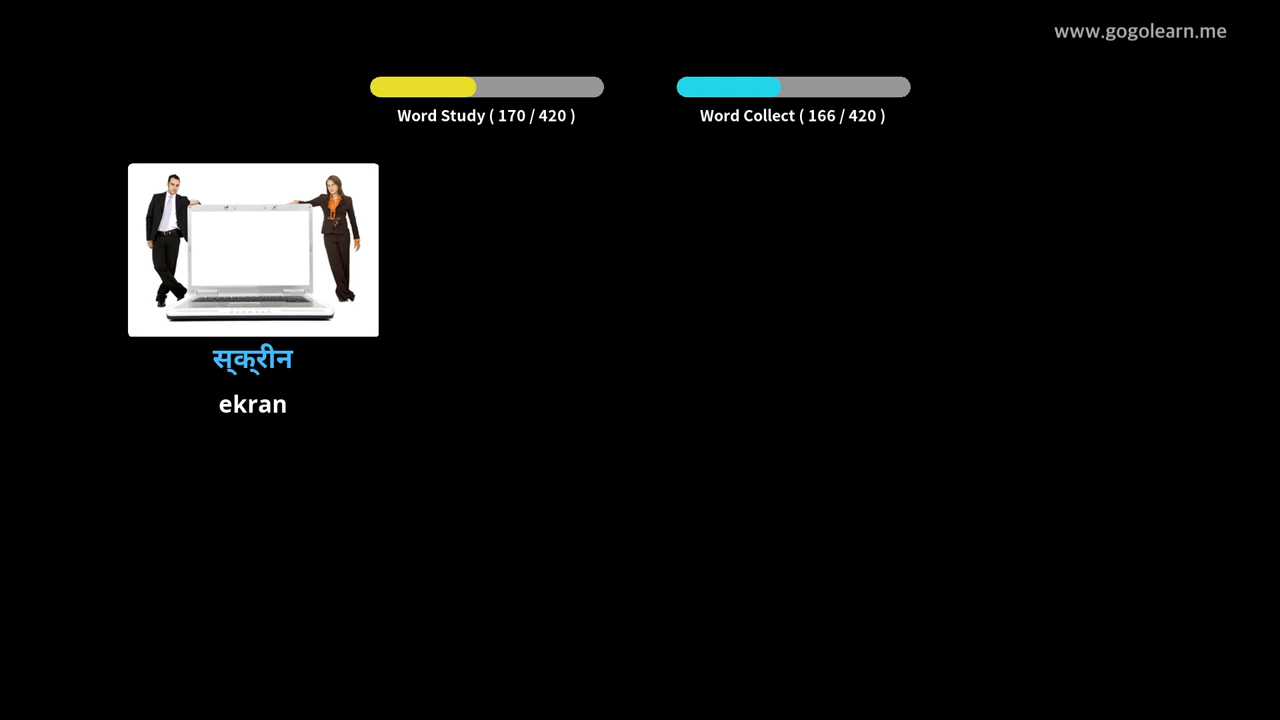 www.gogolearn.me
Word Study ( 170 / 420 )
Word Collect ( 166 / 420 )
स्क्रीन
ekran